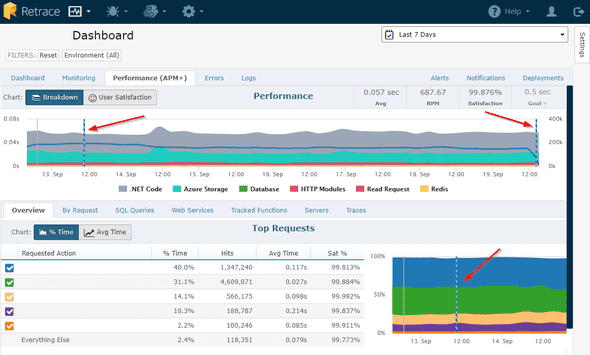 Retrace
Help
Dashboard
Last 7 Days
Settings
FILTERS: Reset Environment (All)
Dashboard Monitoring Performance (APM+) Errors Logs Alerts Notifications Deployments
Chart: Breakdown User Satisfaction
Performance
0.057 sec 687.67 99.876% 0.5 sec
Avg RPM Satisfaction Goal
0.08s 400k
0.04s 200k
0s 0k
13. Sep 12:00 14. Sep 12:00 15. Sep 12:00 16. Sep 12:00 17. Sep 12:00 18. Sep 12:00 19. Sep 12:00
.NET Code Azure Storage Database HTTP Modules Read Request Redis
Overview By Request SQL Queries Web Services Tracked Functions Servers Traces
Chart: % Time Avg Time
Top Requests
Requested Action % Time Hits Avg Time Sat %
40.0% 1,347,240 0.117s 99.813%
31.1% 4,609,071 0.027s 99.884%
14.1% 566,175 0.098s 99.992%
10.3% 188,787 0.214s 99.837%
2.2% 100,246 0.085s 99.911%
Everything Else 2.4% 118,351 0.079s 99.773%
100%
50%
0%
13. Sep 12:00 14. Sep 12:00